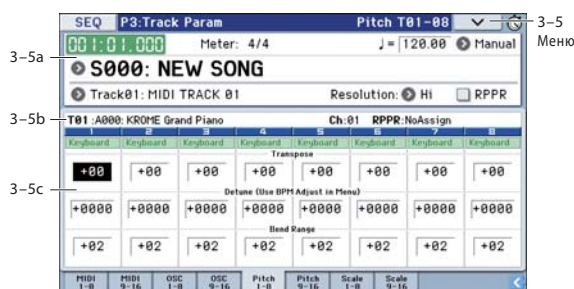 SEQ P3:Track Param Pitch T01-08
3–5 Меню
001:01.000 Meter: 4/4 ♩= 120.00 Manual
3–5a
S000: NEW SONG
Track01: MIDI TRACK 01 Resolution: Hi RPPR
3–5b
T01 :A000: KROME Grand Piano Ch:01 RPPR:NoAssign
1 2 3 4 5 6 7 8
Keyboard Keyboard Keyboard Keyboard Keyboard Keyboard Keyboard Keyboard
Transpose
+00 +00 +00 +00 +00 +00 +00 +00
3–5c
Detune (Use BPM Adjust in Menu)
+0000 +0000 +0000 +0000 +0000 +0000 +0000 +0000
Bend Range
+02 +02 +02 +02 +02 +02 +02 +02
MIDI 1-8 MIDI 9-16 OSC 1-8 OSC 9-16 Pitch 1-8 Pitch 9-16 Scale 1-8 Scale 9-16